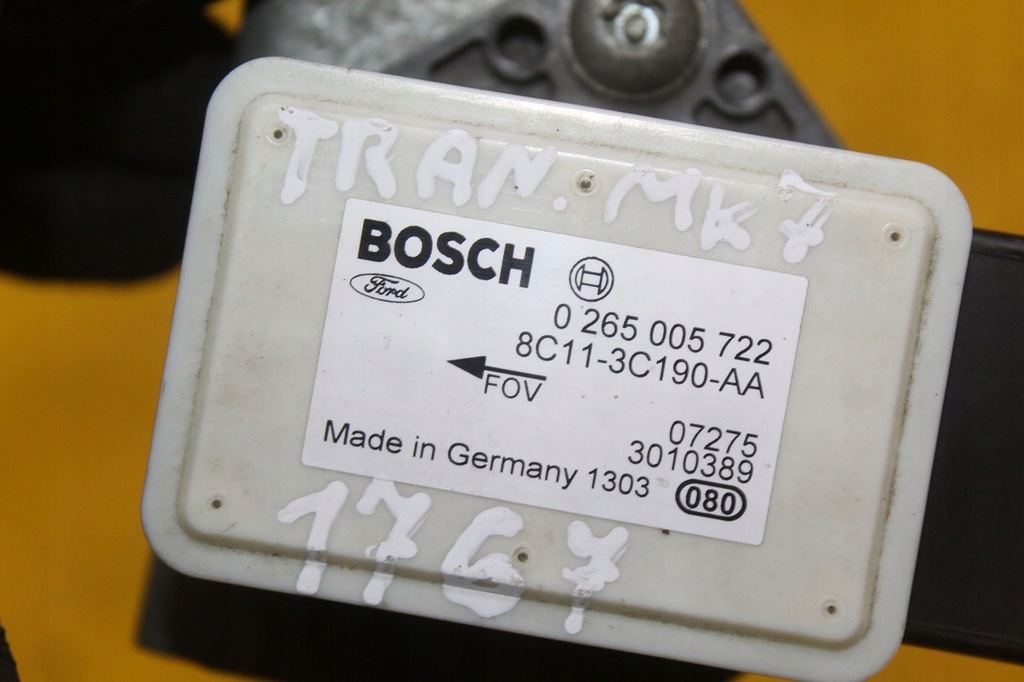 TRAN. MK7
BOSCH
Ford
0 265 005 722
8C11-3C190-AA
FOV
07275
3010389
Made in Germany 1303
080
1767